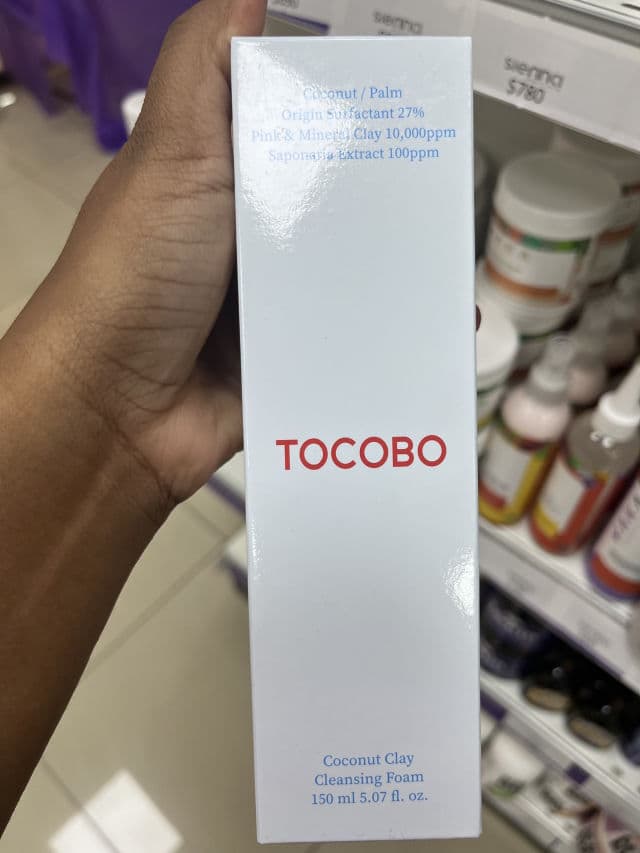 sienna
sienna
$780
Coconut / Palm
Origin Surfactant 27%
Pink & Mineral Clay 10,000ppm
Saponaria Extract 100ppm
TOCOBO
Coconut Clay
Cleansing Foam
150 ml 5.07 fl. oz.